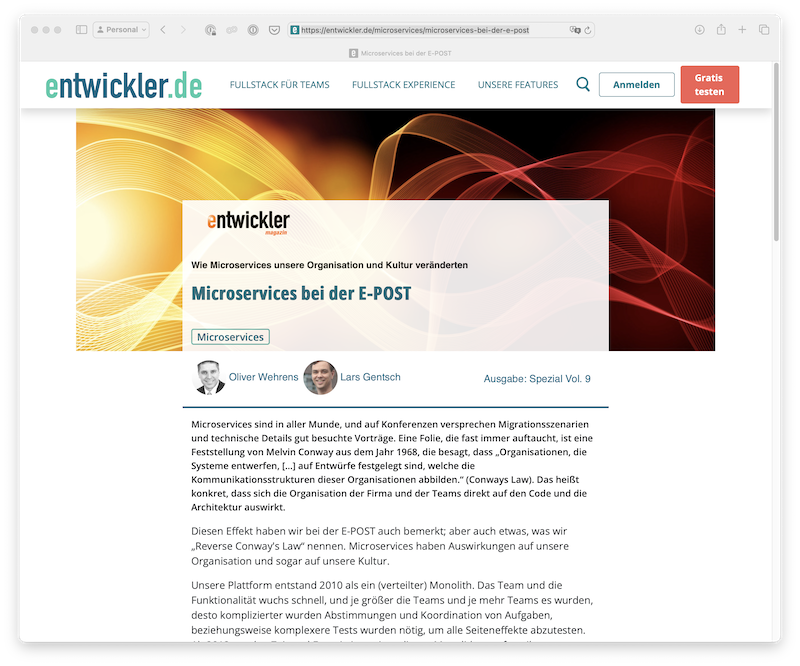 Personal
https://entwickler.de/microservices/microservices-bei-der-e-post
Microservices bei der E-POST
entwickler.de
FULLSTACK FÜR TEAMS
FULLSTACK EXPERIENCE
UNSERE FEATURES
Anmelden
Gratis
testen
entwickler
magazin
Wie Microservices unsere Organisation und Kultur veränderten
Microservices bei der E-POST
Microservices
Oliver Wehrens
Lars Gentsch
Ausgabe: Spezial Vol. 9
Microservices sind in aller Munde, und auf Konferenzen versprechen Migrationsszenarien
und technische Details gut besuchte Vorträge. Eine Folie, die fast immer auftaucht, ist eine
Feststellung von Melvin Conway aus dem Jahr 1968, die besagt, dass „Organisationen, die
Systeme entwerfen, […] auf Entwürfe festgelegt sind, welche die
Kommunikationsstrukturen dieser Organisationen abbilden.“ (Conways Law). Das heißt
konkret, dass sich die Organisation der Firma und der Teams direkt auf den Code und die
Architektur auswirkt.
Diesen Effekt haben wir bei der E-POST auch bemerkt; aber auch etwas, was wir
„Reverse Conway's Law“ nennen. Microservices haben Auswirkungen auf unsere
Organisation und sogar auf unsere Kultur.
Unsere Plattform entstand 2010 als ein (verteilter) Monolith. Das Team und die
Funktionalität wuchs schnell, und je größer die Teams und je mehr Teams es wurden,
desto komplizierter wurden Abstimmungen und Koordination von Aufgaben,
beziehungsweise komplexere Tests wurden nötig, um alle Seiteneffekte abzutesten.